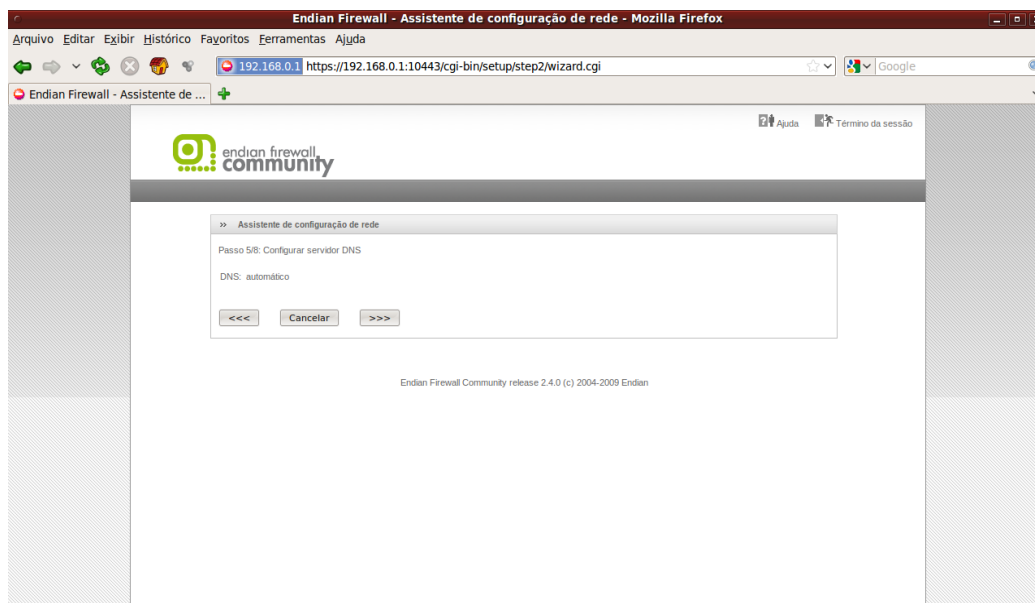 Endian Firewall - Assistente de configuração de rede - Mozilla Firefox
Arquivo Editar Exibir Histórico Favoritos Ferramentas Ajuda
192.168.0.1 https://192.168.0.1:10443/cgi-bin/setup/step2/wizard.cgi Google
Endian Firewall - Assistente de ...
Ajuda Término da sessão
endian firewall
community
>> Assistente de configuração de rede
Passo 5/8: Configurar servidor DNS
DNS: automático
<<< Cancelar >>>
Endian Firewall Community release 2.4.0 (c) 2004-2009 Endian